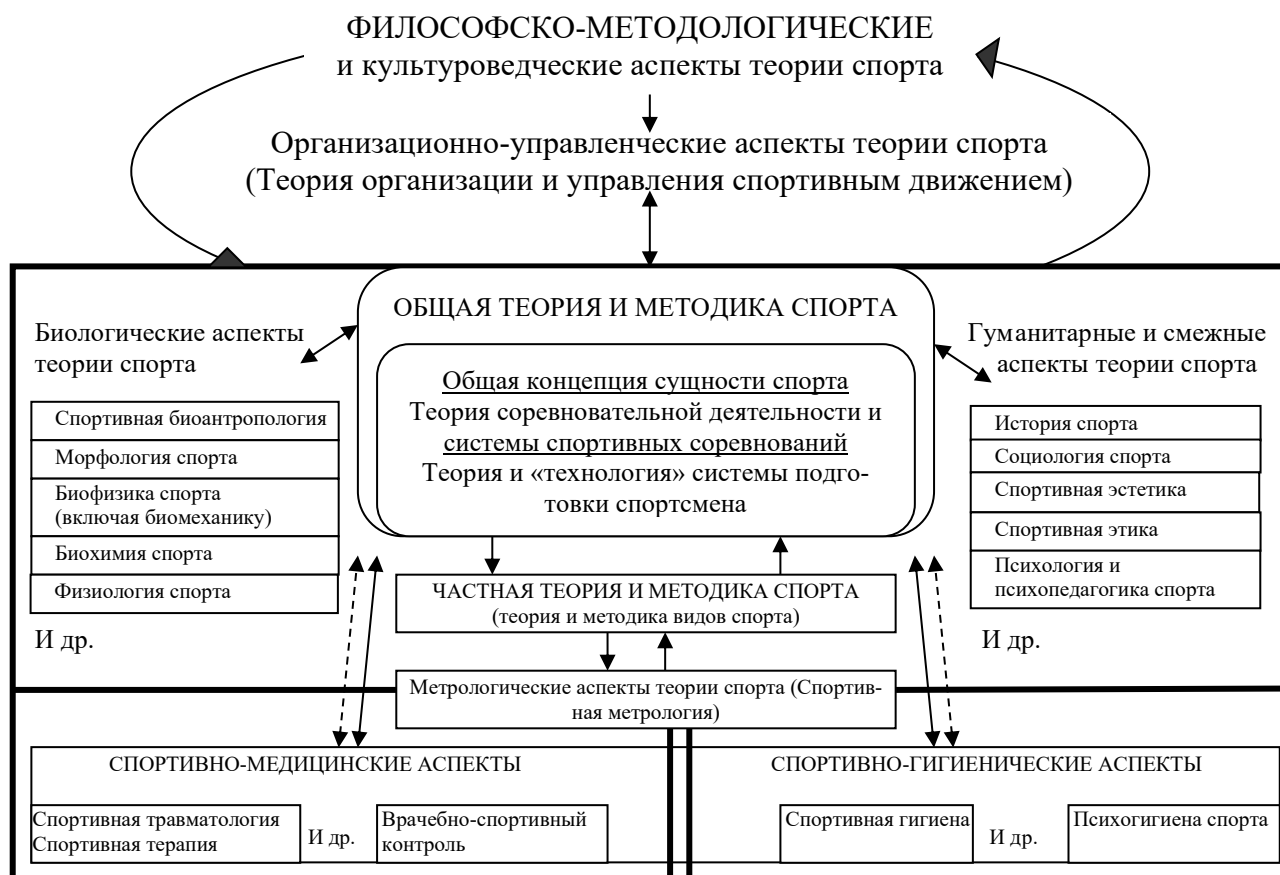 ФИЛОСОФСКО-МЕТОДОЛОГИЧЕСКИЕ
и культуроведческие аспекты теории спорта
Организационно-управленческие аспекты теории спорта
(Теория организации и управления спортивным движением)
ОБЩАЯ ТЕОРИЯ И МЕТОДИКА СПОРТА
Общая концепция сущности спорта
Теория соревновательной деятельности и
системы спортивных соревнований
Теория и «технология» системы подго-
товки спортсмена
Биологические аспекты
теории спорта
Спортивная биоантропология
Морфология спорта
Биофизика спорта
(включая биомеханику)
Биохимия спорта
Физиология спорта
И др.
Гуманитарные и смежные
аспекты теории спорта
История спорта
Социология спорта
Спортивная эстетика
Спортивная этика
Психология и
психопедагогика спорта
И др.
ЧАСТНАЯ ТЕОРИЯ И МЕТОДИКА СПОРТА
(теория и методика видов спорта)
Метрологические аспекты теории спорта (Спортив-
ная метрология)
СПОРТИВНО-МЕДИЦИНСКИЕ АСПЕКТЫ
Спортивная травматология
Спортивная терапия
И др.
Врачебно-спортивный
контроль
СПОРТИВНО-ГИГИЕНИЧЕСКИЕ АСПЕКТЫ
Спортивная гигиена
И др.
Психогигиена спорта